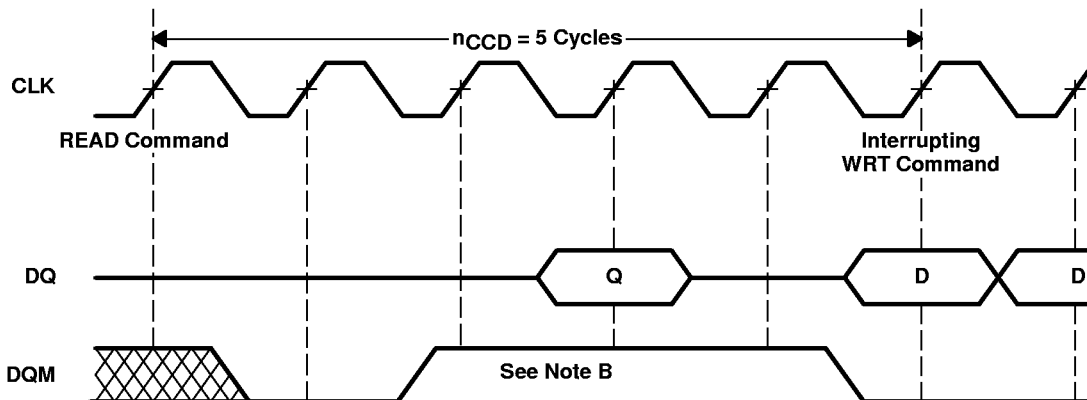 nCCD = 5 Cycles
CLK
READ Command
Interrupting
WRT Command
DQ
Q
D
D
DQM
See Note B